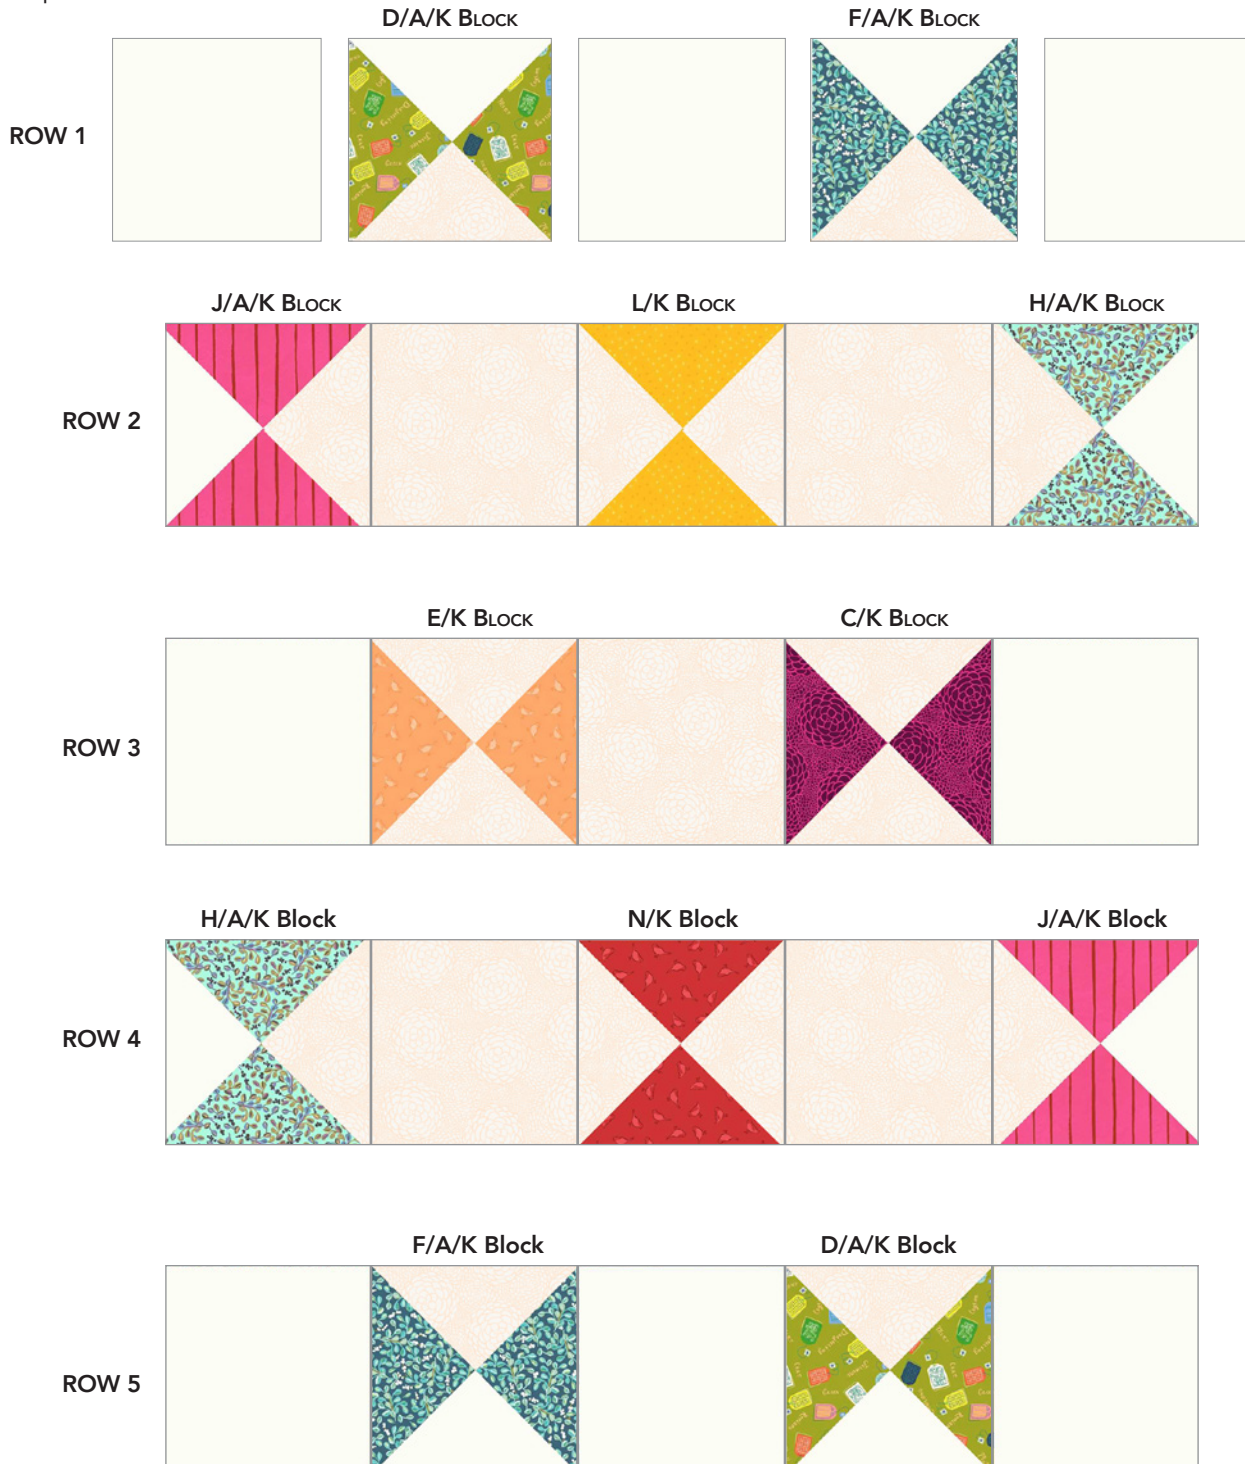 D/A/K BLOCK F/A/K BLOCK
ROW 1
J/A/K BLOCK L/K BLOCK H/A/K BLOCK
ROW 2
E/K BLOCK C/K BLOCK
ROW 3
H/A/K Block N/K Block J/A/K Block
ROW 4
F/A/K Block D/A/K Block
ROW 5